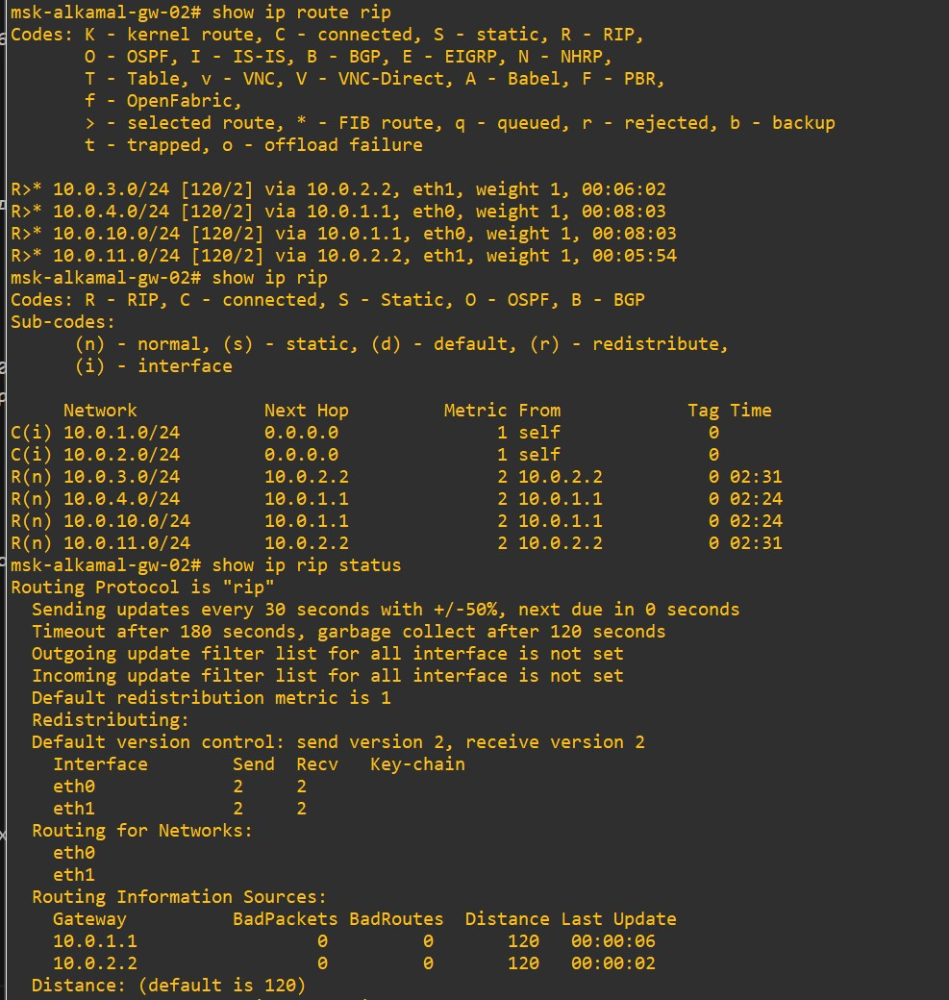 msk-alkamal-gw-02# show ip route rip
Codes: K - kernel route, C - connected, S - static, R - RIP,
       O - OSPF, I - IS-IS, B - BGP, E - EIGRP, N - NHRP,
       T - Table, v - VNC, V - VNC-Direct, A - Babel, F - PBR,
       f - OpenFabric,
       > - selected route, * - FIB route, q - queued, r - rejected, b - backup
       t - trapped, o - offload failure

R>* 10.0.3.0/24 [120/2] via 10.0.2.2, eth1, weight 1, 00:06:02
R>* 10.0.4.0/24 [120/2] via 10.0.1.1, eth0, weight 1, 00:08:03
R>* 10.0.10.0/24 [120/2] via 10.0.1.1, eth0, weight 1, 00:08:03
R>* 10.0.11.0/24 [120/2] via 10.0.2.2, eth1, weight 1, 00:05:54
msk-alkamal-gw-02# show ip rip
Codes: R - RIP, C - connected, S - Static, O - OSPF, B - BGP
Sub-codes:
      (n) - normal, (s) - static, (d) - default, (r) - redistribute,
      (i) - interface

     Network            Next Hop         Metric From            Tag Time
C(i) 10.0.1.0/24        0.0.0.0               1 self              0
C(i) 10.0.2.0/24        0.0.0.0               1 self              0
R(n) 10.0.3.0/24        10.0.2.2              2 10.0.2.2          0 02:31
R(n) 10.0.4.0/24        10.0.1.1              2 10.0.1.1          0 02:24
R(n) 10.0.10.0/24       10.0.1.1              2 10.0.1.1          0 02:24
R(n) 10.0.11.0/24       10.0.2.2              2 10.0.2.2          0 02:31
msk-alkamal-gw-02# show ip rip status
Routing Protocol is "rip"
  Sending updates every 30 seconds with +/-50%, next due in 0 seconds
  Timeout after 180 seconds, garbage collect after 120 seconds
  Outgoing update filter list for all interface is not set
  Incoming update filter list for all interface is not set
  Default redistribution metric is 1
  Redistributing:
  Default version control: send version 2, receive version 2
    Interface        Send  Recv   Key-chain
    eth0             2     2
    eth1             2     2
  Routing for Networks:
    eth0
    eth1
  Routing Information Sources:
    Gateway          BadPackets BadRoutes  Distance Last Update
    10.0.1.1                 0         0       120   00:00:06
    10.0.2.2                 0         0       120   00:00:02
  Distance: (default is 120)